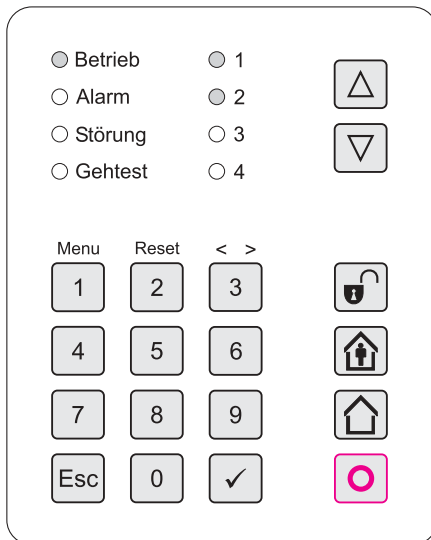 Betrieb 1
Alarm 2
Störung 3
Gehtest 4
Menu Reset < >
1 2 3
4 5 6
7 8 9
Esc 0 ✓